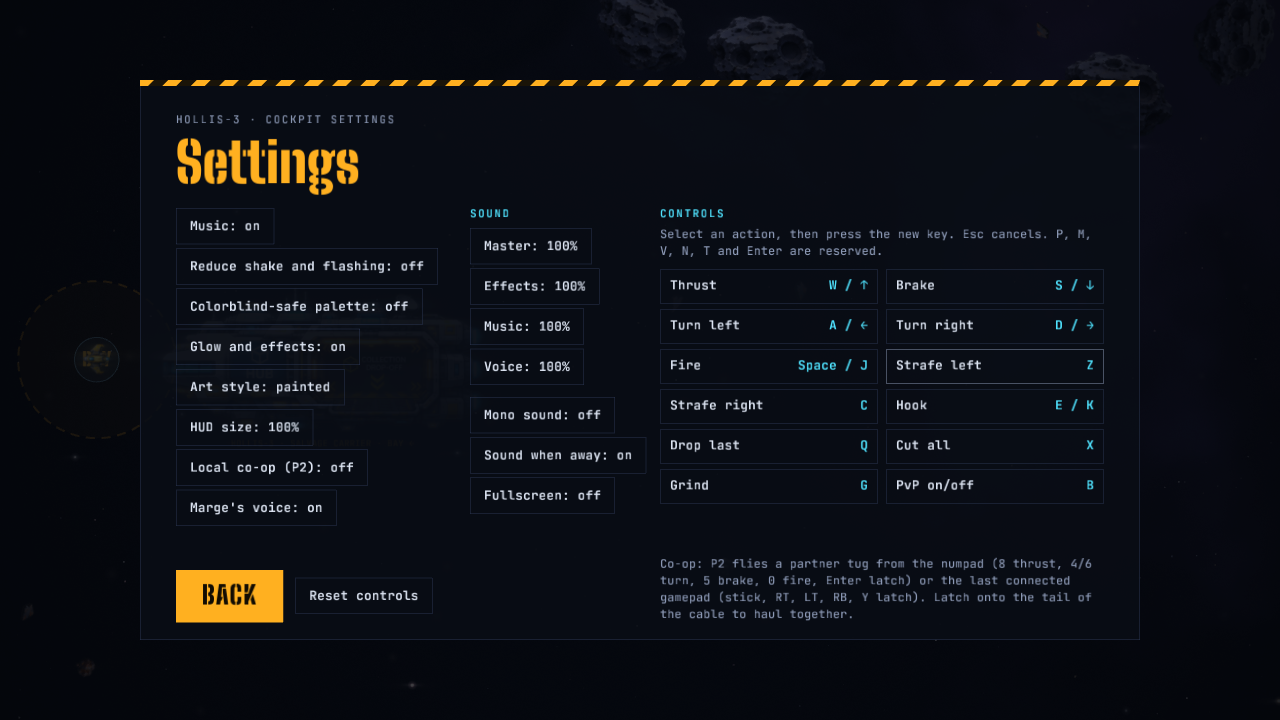 HOLLIS-3 · COCKPIT SETTINGS
Settings
Music: on
Reduce shake and flashing: off
Colorblind-safe palette: off
Glow and effects: on
Art style: painted
HUD size: 100%
Local co-op (P2): off
Marge's voice: on
SOUND
Master: 100%
Effects: 100%
Music: 100%
Voice: 100%
Mono sound: off
Sound when away: on
Fullscreen: off
CONTROLS
Select an action, then press the new key. Esc cancels. P, M,
V, N, T and Enter are reserved.
Thrust W / ↑
Brake S / ↓
Turn left A / ←
Turn right D / →
Fire Space / J
Strafe left Z
Strafe right C
Hook E / K
Drop last Q
Cut all X
Grind G
PvP on/off B
Co-op: P2 flies a partner tug from the numpad (8 thrust, 4/6
turn, 5 brake, 0 fire, Enter latch) or the last connected
gamepad (stick, RT, LT, RB, Y latch). Latch onto the tail of
the cable to haul together.
BACK
Reset controls